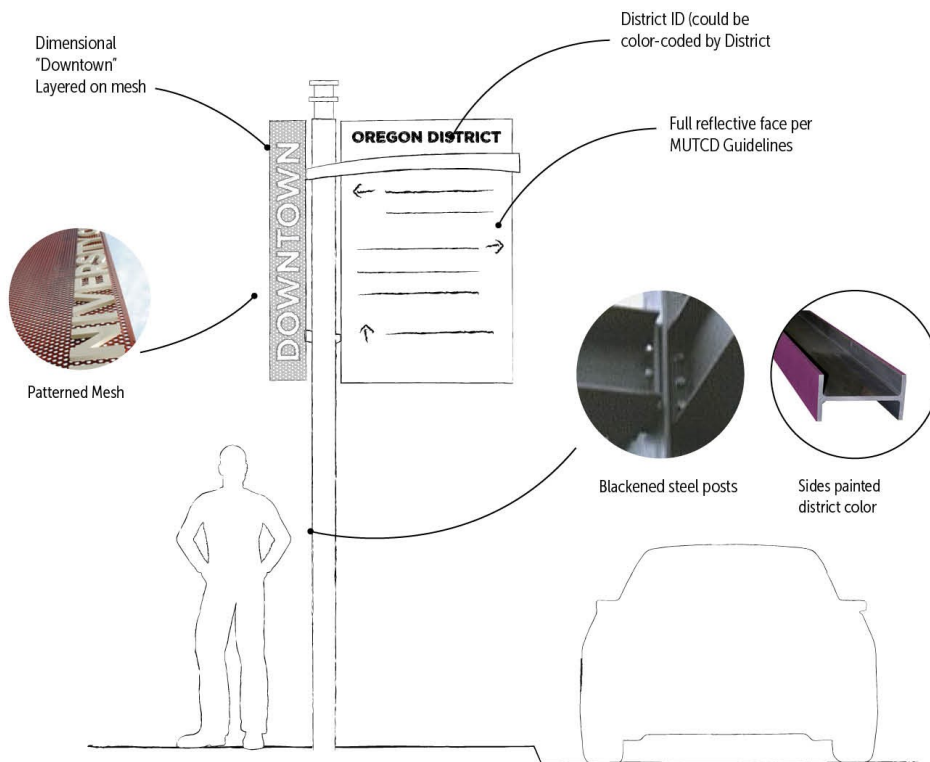 Dimensional
"Downtown"
Layered on mesh
District ID (could be
color-coded by District
Full reflective face per
MUTCD Guidelines
OREGON DISTRICT
DOWNTOWN
Patterned Mesh
Blackened steel posts
Sides painted
district color